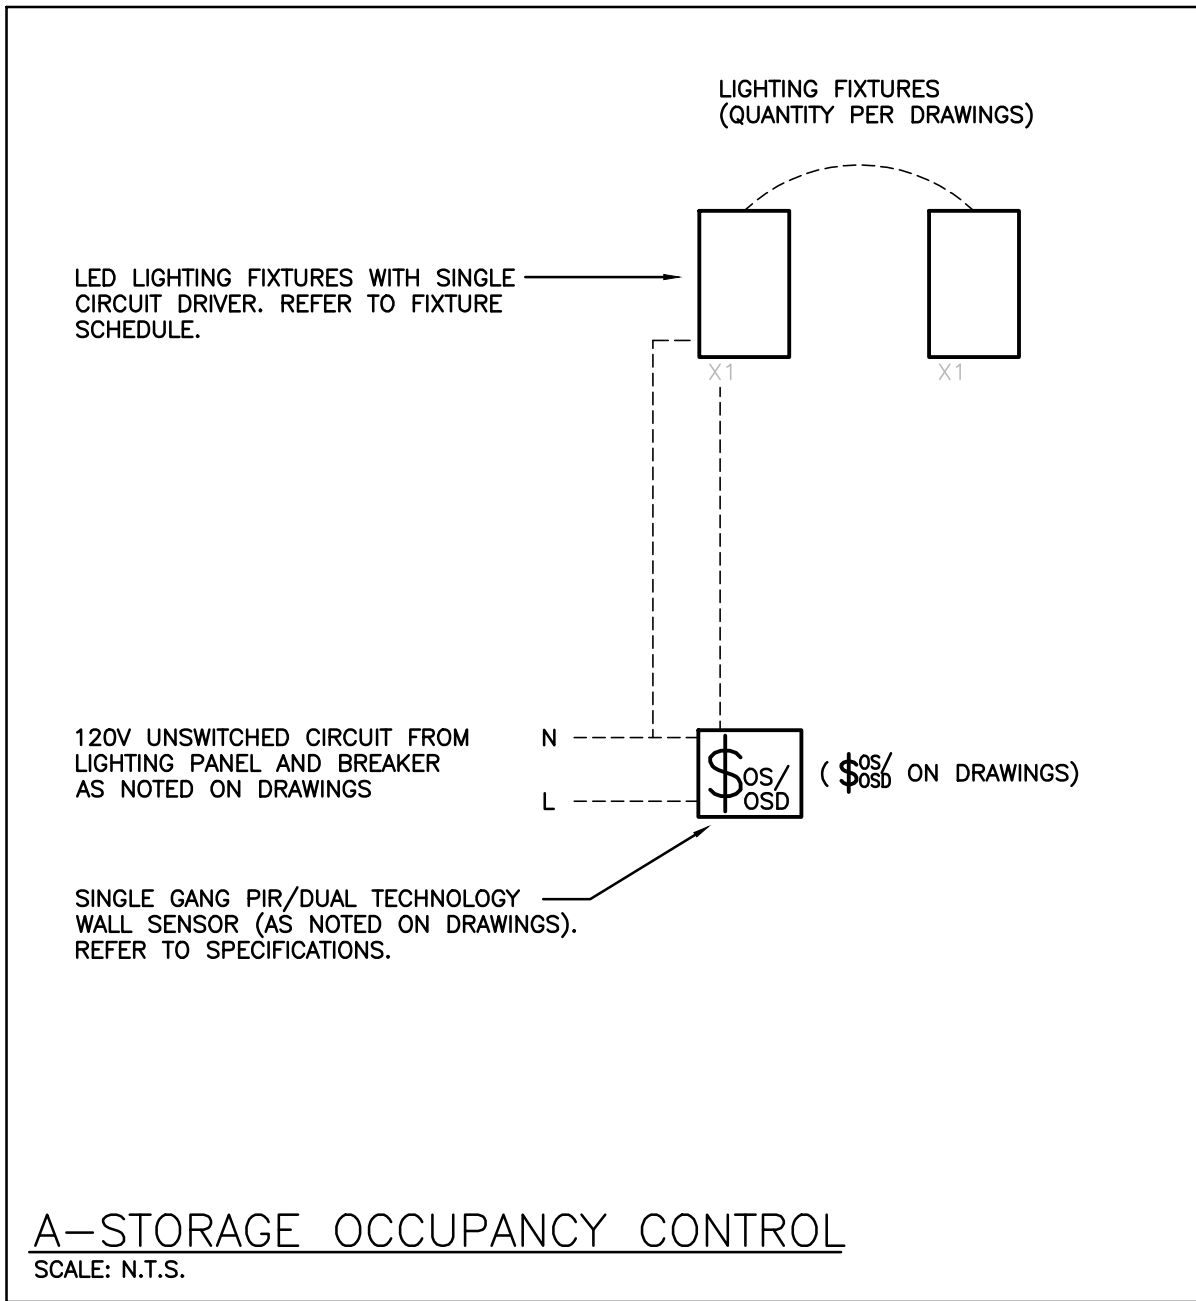 LIGHTING FIXTURES
(QUANTITY PER DRAWINGS)
LED LIGHTING FIXTURES WITH SINGLE
CIRCUIT DRIVER. REFER TO FIXTURE
SCHEDULE.
X1
X1
120V UNSWITCHED CIRCUIT FROM
LIGHTING PANEL AND BREAKER
AS NOTED ON DRAWINGS
N
L
$OS/
OSD
($OS/
OSD ON DRAWINGS)
SINGLE GANG PIR/DUAL TECHNOLOGY
WALL SENSOR (AS NOTED ON DRAWINGS).
REFER TO SPECIFICATIONS.
A-STORAGE OCCUPANCY CONTROL
SCALE: N.T.S.